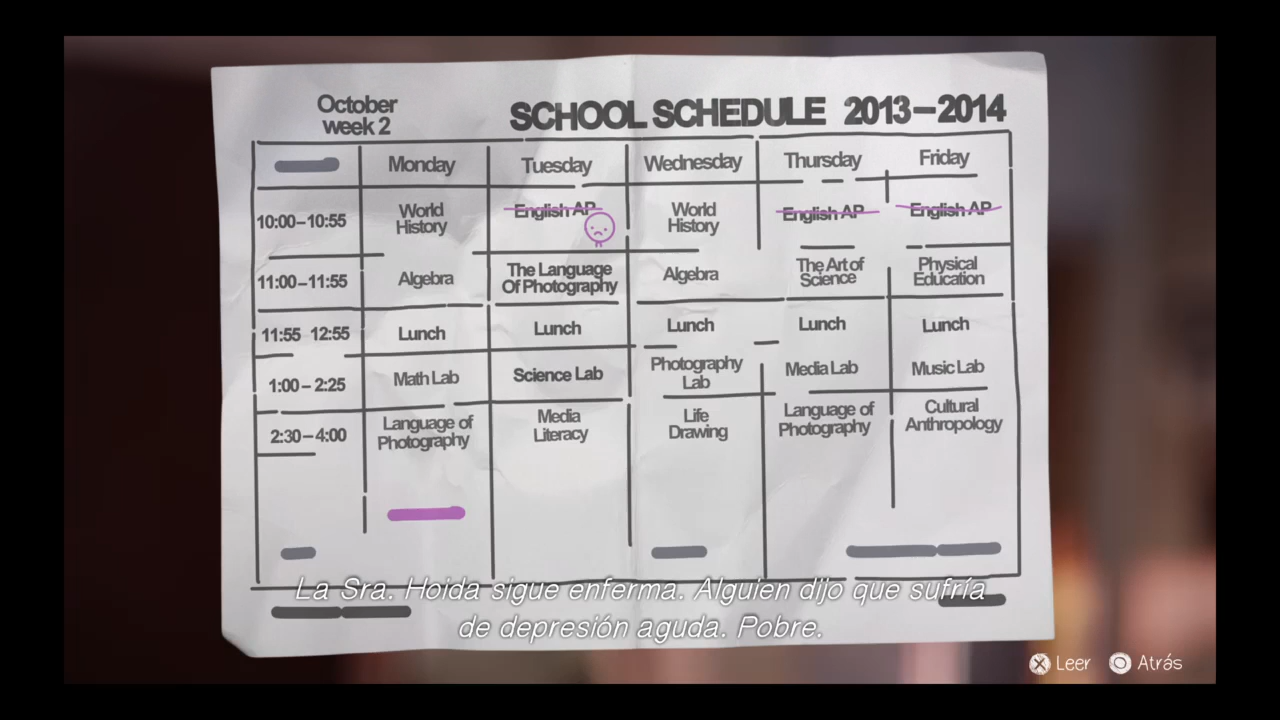 October
week 2
SCHOOL SCHEDULE 2013–2014
Monday Tuesday Wednesday Thursday Friday
10:00–10:55 World History English AP World History English AP English AP
11:00–11:55 Algebra The Language Of Photography Algebra The Art of Science Physical Education
11:55 12:55 Lunch Lunch Lunch Lunch Lunch
1:00–2:25 Math Lab Science Lab Photography Lab Media Lab Music Lab
2:30–4:00 Language of Photography Media Literacy Life Drawing Language of Photography Cultural Anthropology
La Sra. Hoida sigue enferma. Alguien dijo que sufría
de depresión aguda. Pobre.
Leer Atrás